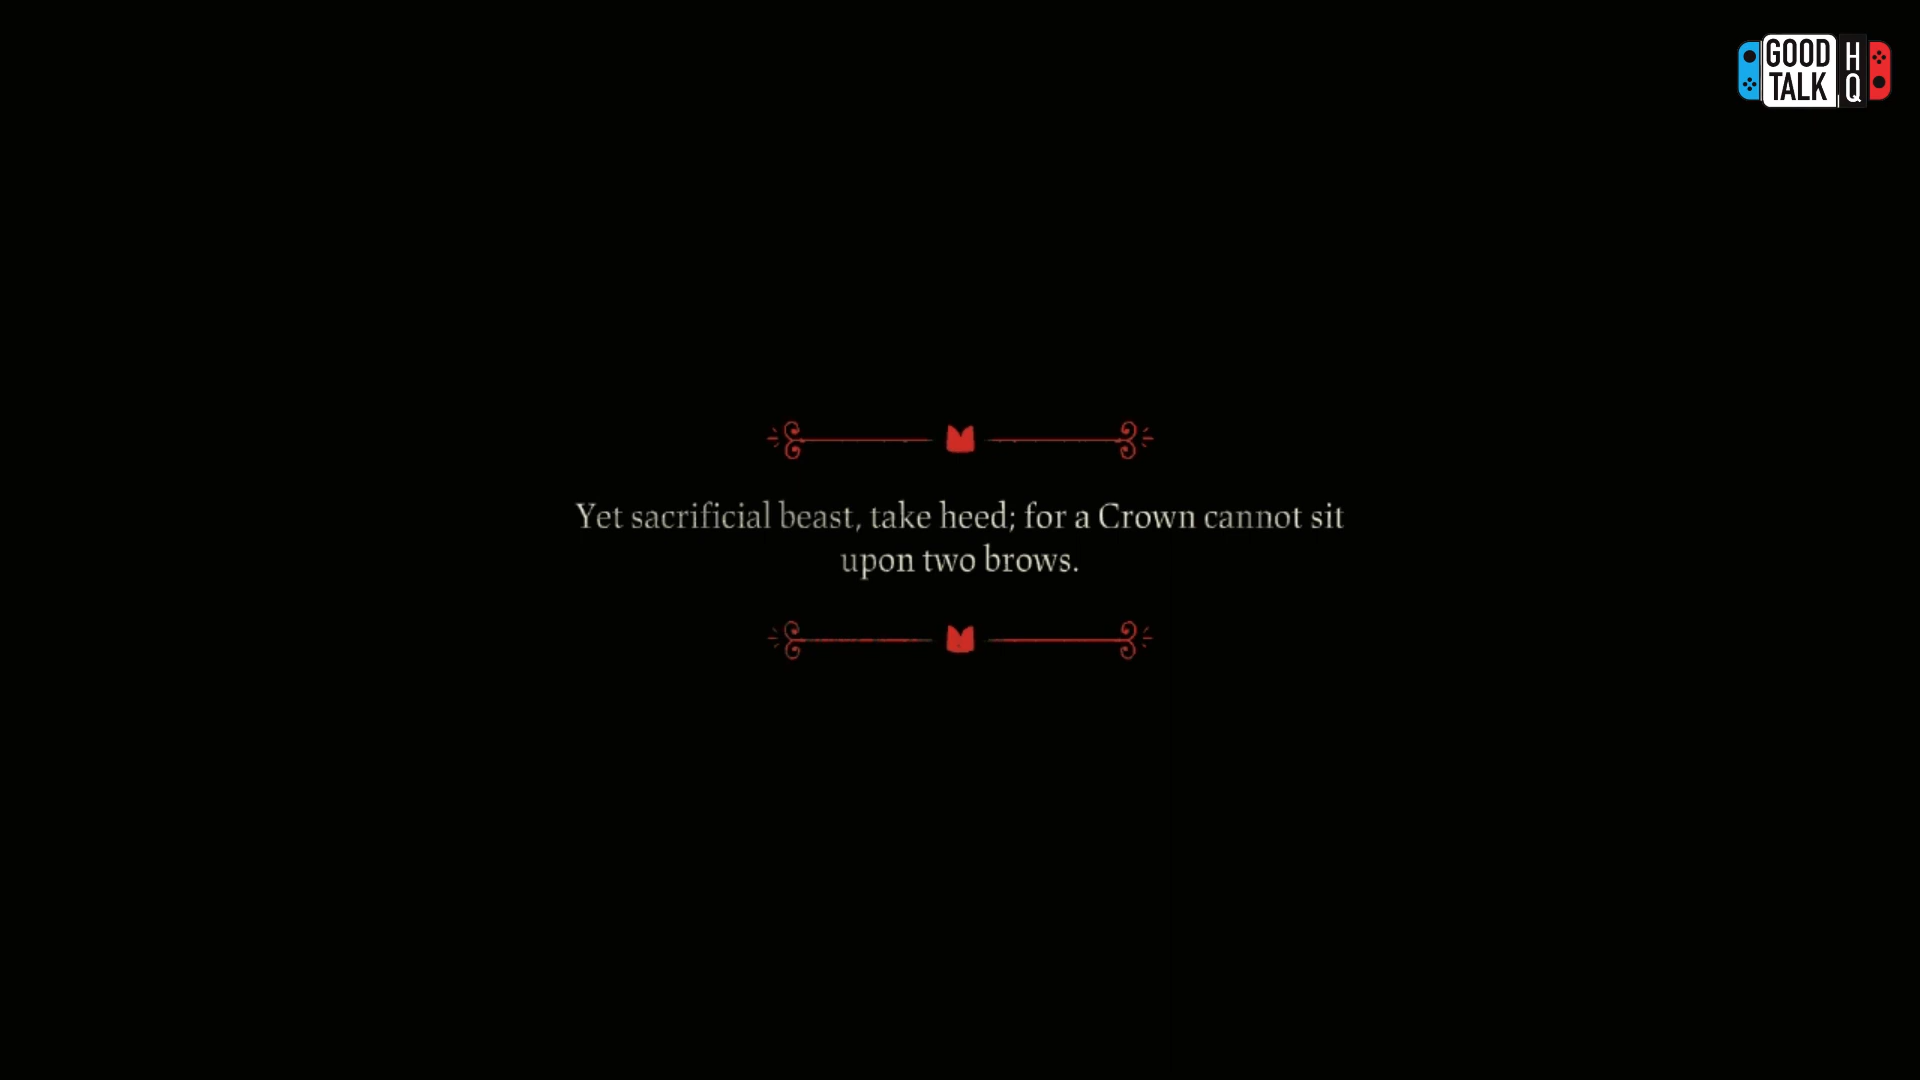 GOOD
TALK
HQ
Yet sacrificial beast, take heed; for a Crown cannot sit
upon two brows.